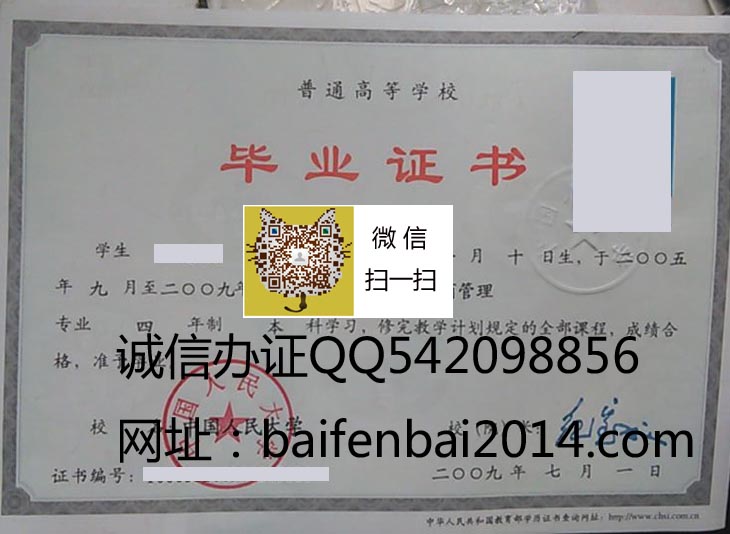 普通高等学校
毕业证书
微信
扫一扫
学生
月 十 日生，于二〇〇五
年 九 月至二〇〇九年
管理
专业 四 年制 本 科学习，修完教学计划规定的全部课程，成绩合
格，准
诚信办证QQ542098856
校 中国人民大学 校（院）长：
网址：baifenbai2014.com
证书编号：
二〇〇九年 七 月 一 日
中华人民共和国教育部学历证书查询网址：http://www.chsi.com.cn